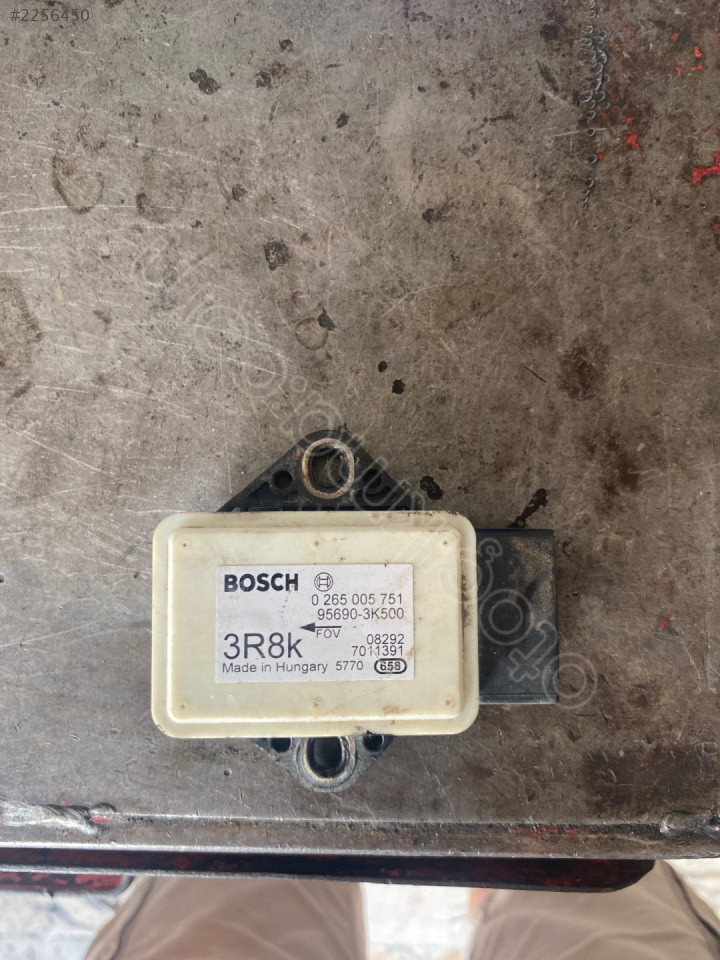 #2256450
BOSCH
0 265 005 751
95690-3K500
FOV
3R8k
08292
7011391
Made in Hungary 5770 658